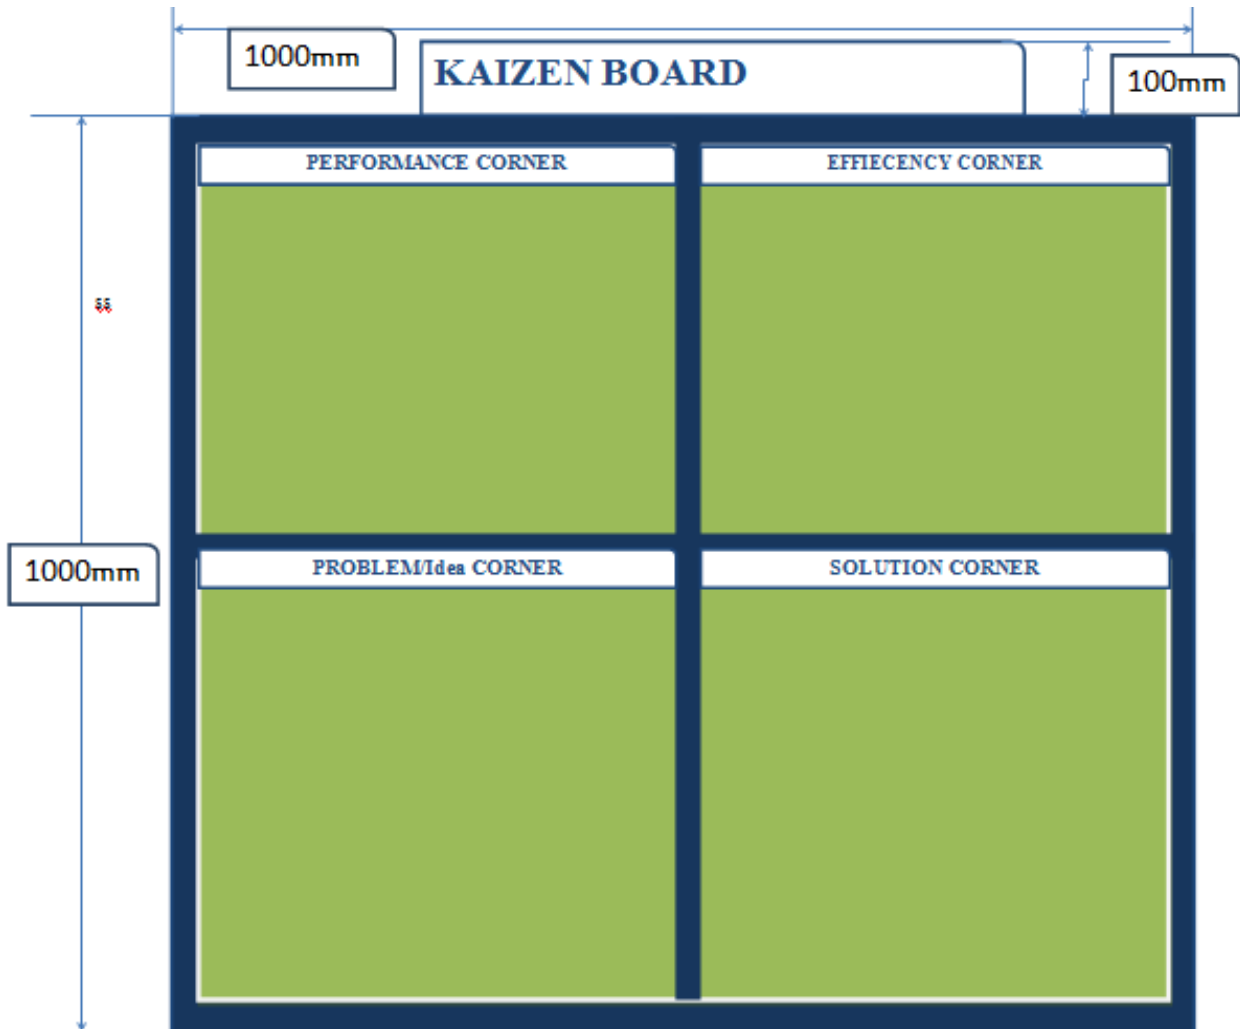 1000mm
KAIZEN BOARD
100mm
PERFORMANCE CORNER
EFFIECENCY CORNER
$$
1000mm
PROBLEM/Idea CORNER
SOLUTION CORNER